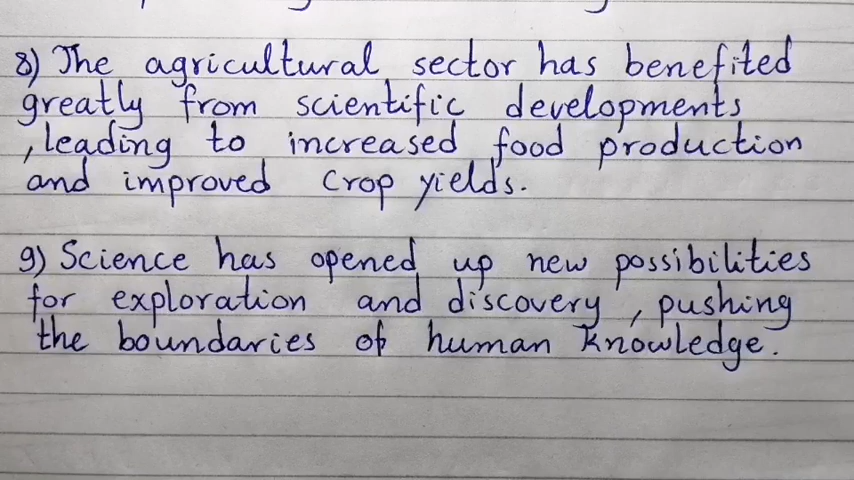 8) The agricultural sector has benefited
greatly from scientific developments
, leading to increased food production
and improved crop yields.
9) Science has opened up new possibilities
for exploration and discovery, pushing
the boundaries of human knowledge.